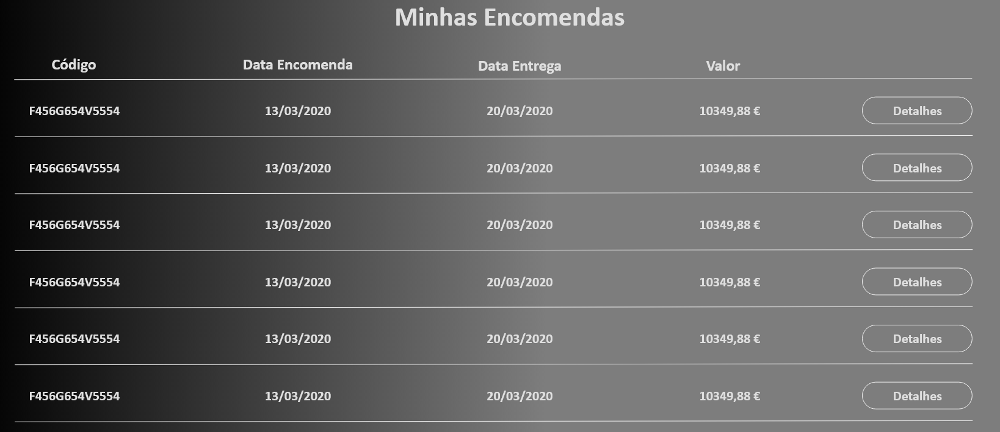 Minhas Encomendas
Código Data Encomenda Data Entrega Valor
F456G654V5554 13/03/2020 20/03/2020 10349,88 € Detalhes
F456G654V5554 13/03/2020 20/03/2020 10349,88 € Detalhes
F456G654V5554 13/03/2020 20/03/2020 10349,88 € Detalhes
F456G654V5554 13/03/2020 20/03/2020 10349,88 € Detalhes
F456G654V5554 13/03/2020 20/03/2020 10349,88 € Detalhes
F456G654V5554 13/03/2020 20/03/2020 10349,88 € Detalhes